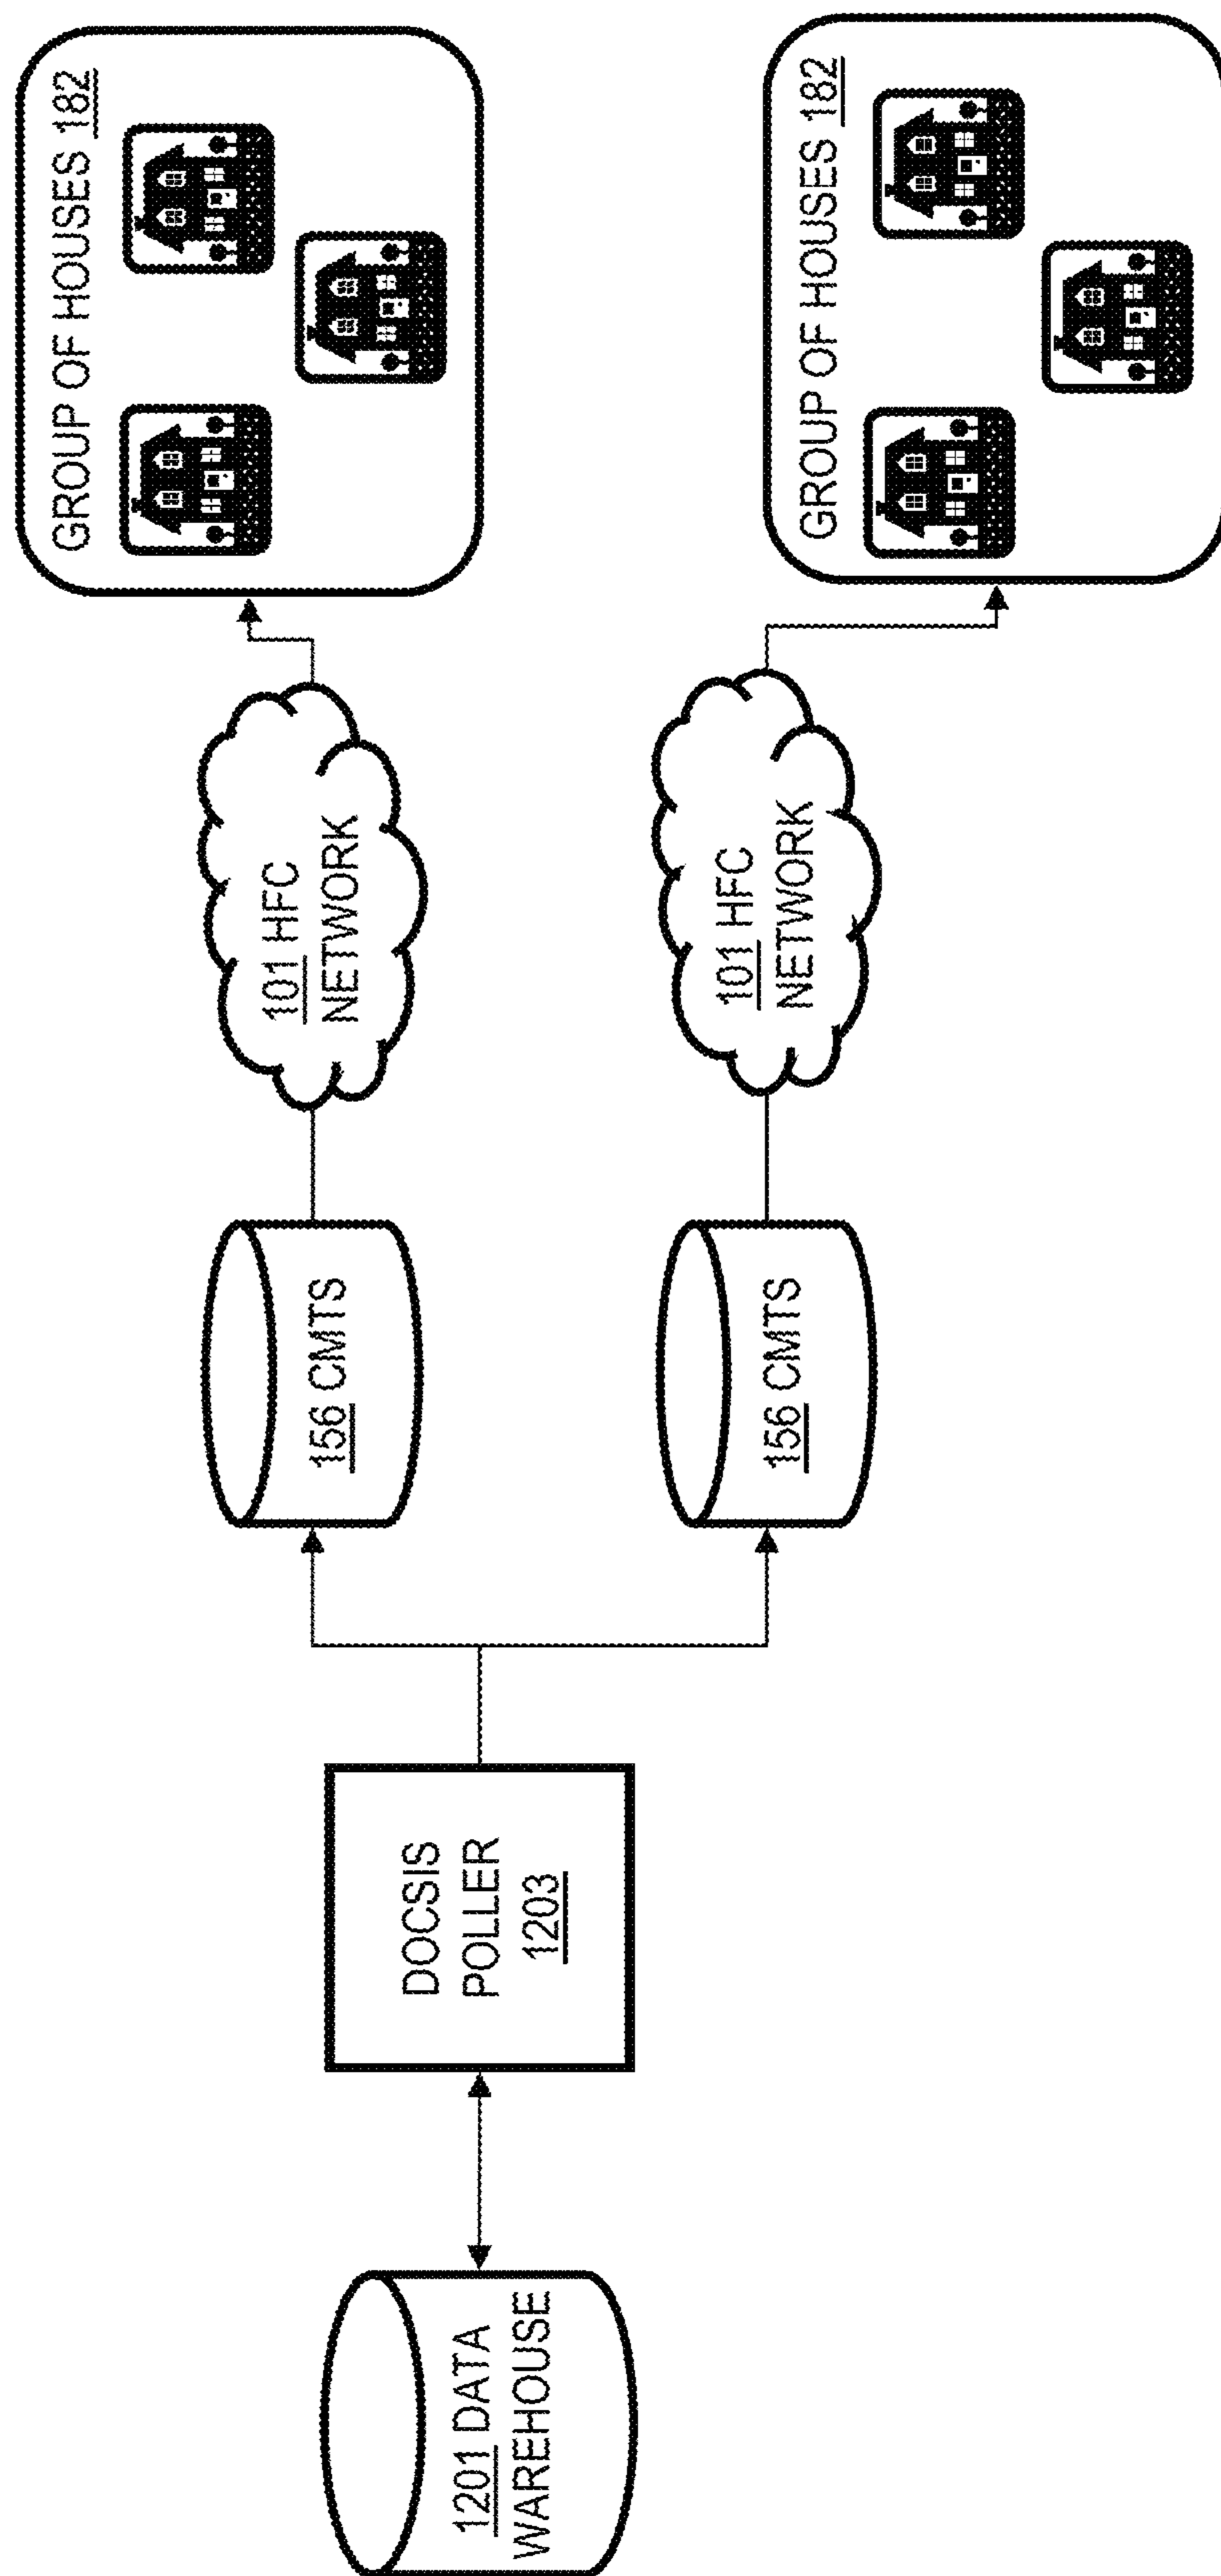 1201 DATA
WAREHOUSE
DOCSIS
POLLER
1203
156 CMTS
101 HFC
NETWORK
GROUP OF HOUSES 182
156 CMTS
101 HFC
NETWORK
GROUP OF HOUSES 182